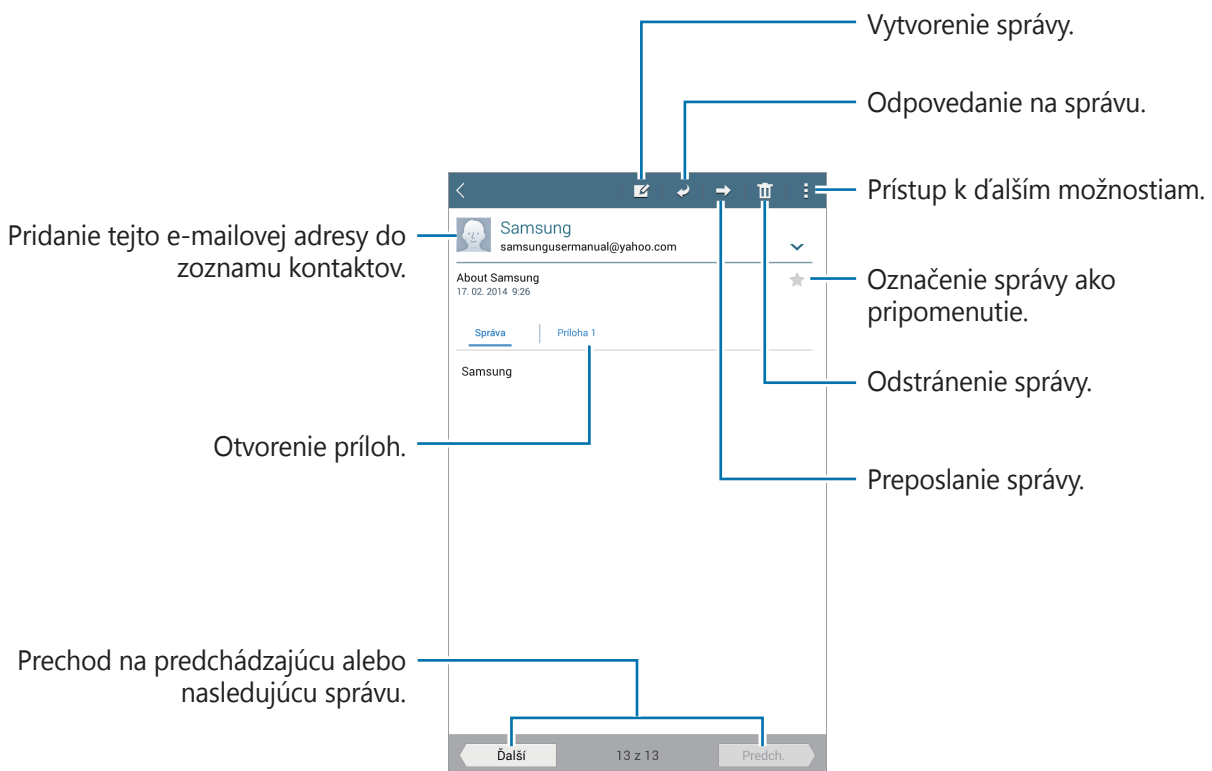 Vytvorenie správy.
Odpovedanie na správu.
Prístup k ďalším možnostiam.
Pridanie tejto e-mailovej adresy do
zoznamu kontaktov.
Samsung
samsungusermanual@yahoo.com
About Samsung
17. 02. 2014 9:26
Označenie správy ako
pripomenutie.
Správa
Príloha 1
Samsung
Odstránenie správy.
Otvorenie príloh.
Preposlanie správy.
Prechod na predchádzajúcu alebo
nasledujúcu správu.
Ďalší
13 z 13
Predch.